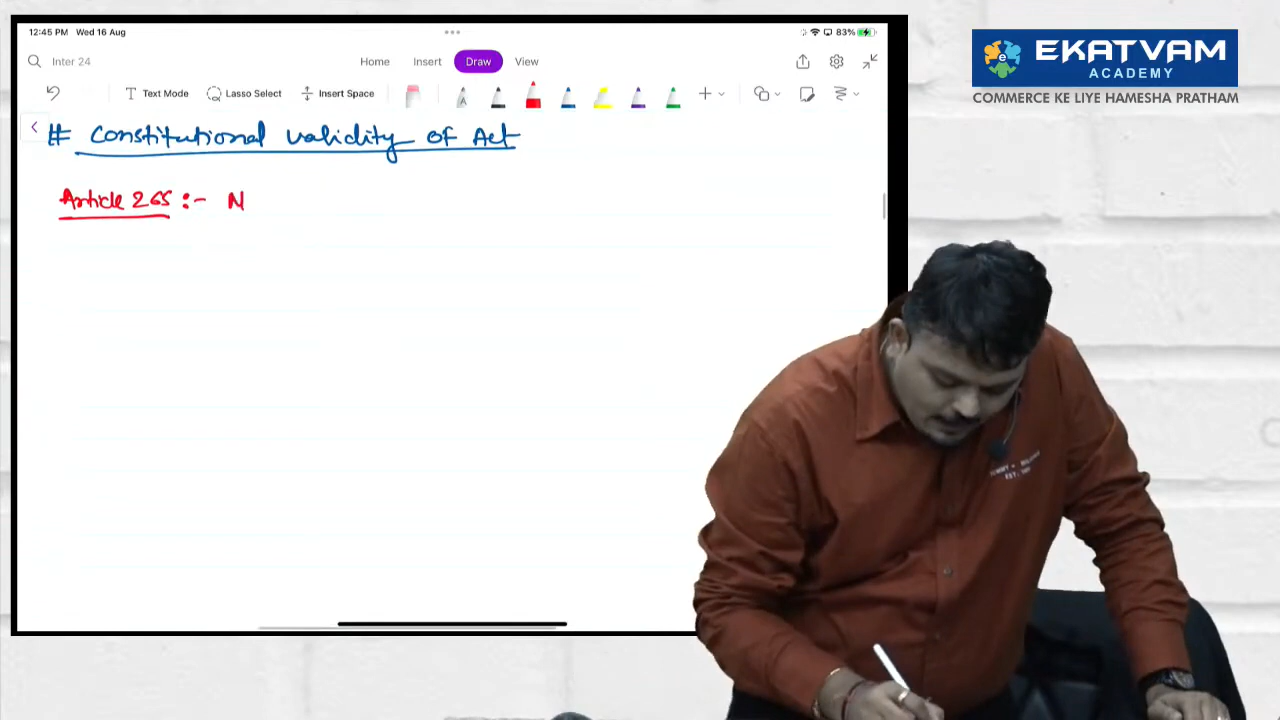 12:45 PM Wed 16 Aug
83%
Inter 24
Home Insert Draw View
Text Mode Lasso Select Insert Space
# Constitutional validity of Act
Article 265 :- N
EKATVAM
ACADEMY
COMMERCE KE LIYE HAMESHA PRATHAM